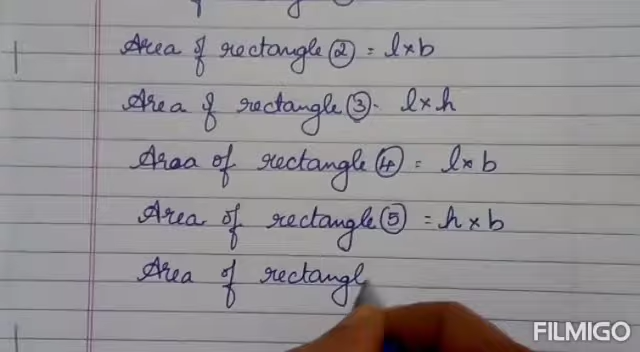 Area of rectangle ② = l×b
Area of rectangle ③. l×h
Araa of rectangle ④ = l×b
Area of rectangle ⑤ = h×b
Area of rectangl
FILMIGO